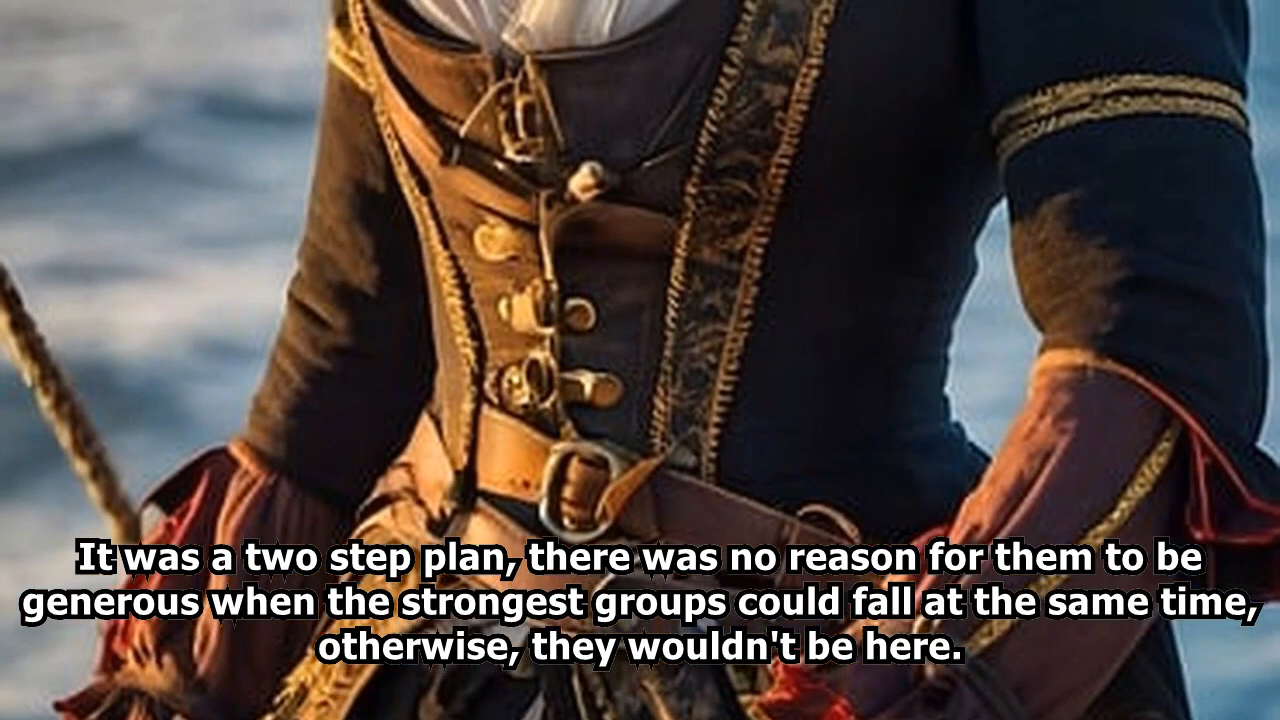 It was a two step plan, there was no reason for them to be
generous when the strongest groups could fall at the same time,
otherwise, they wouldn't be here.